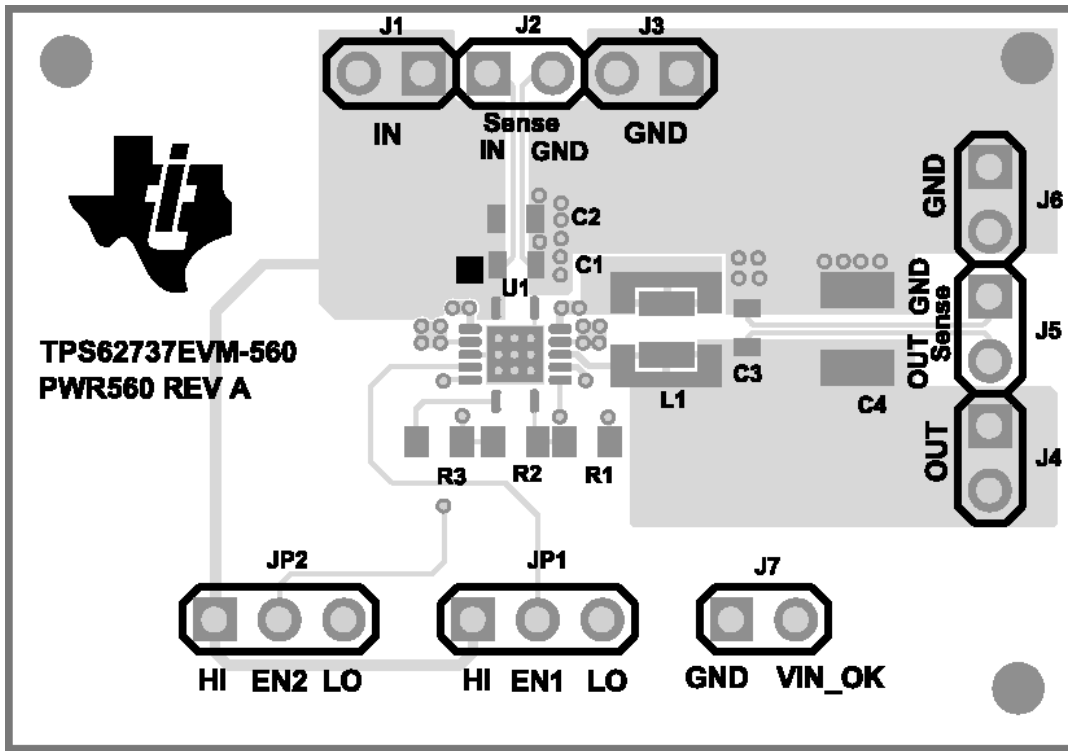 J1 J2 J3
IN
Sense
IN GND
GND
GND
J6
C2
C1
U1
GND
OUT
Sense
J5
TPS62737EVM-560
PWR560 REV A
C3
L1
C4
OUT
J4
R3 R2 R1
JP2 JP1 J7
HI EN2 LO
HI EN1 LO
GND VIN_OK